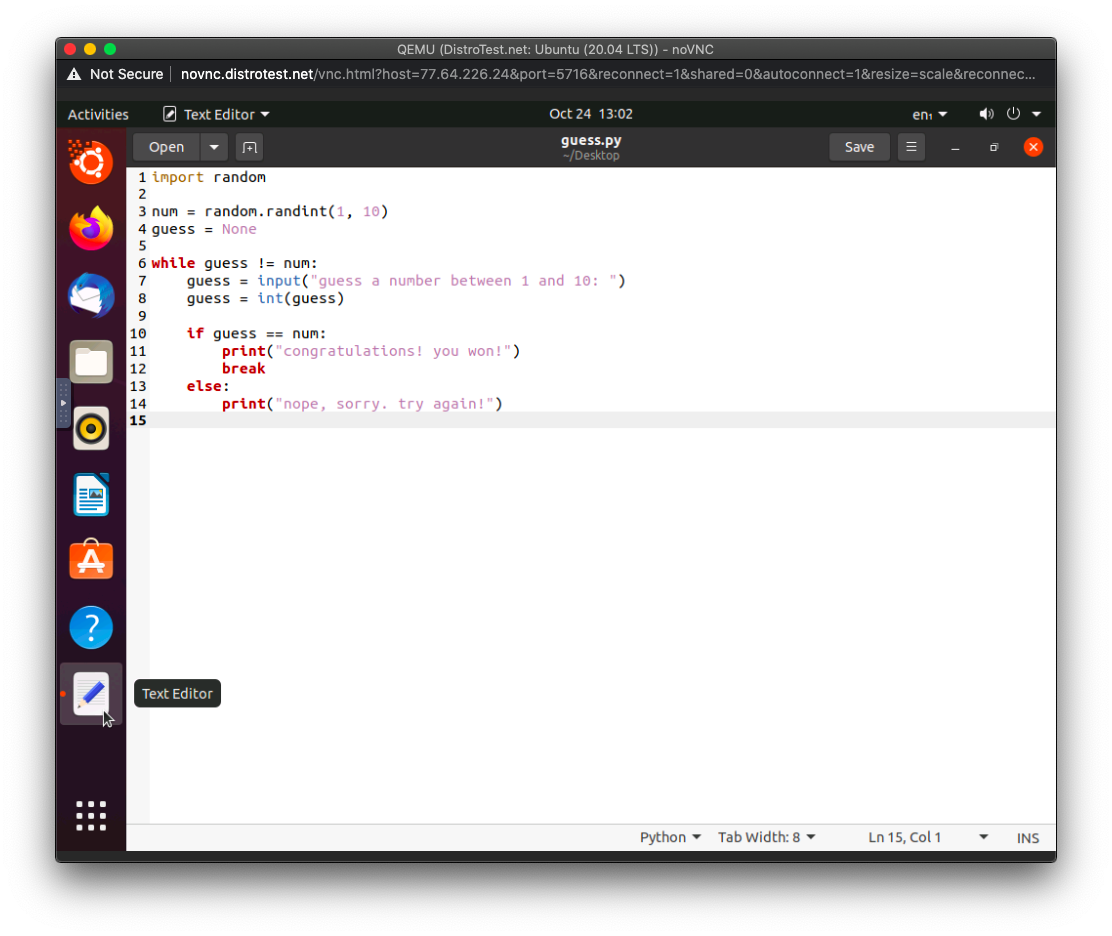 QEMU (DistroTest.net: Ubuntu (20.04 LTS)) - noVNC
Not Secure novnc.distrotest.net/vnc.html?host=77.64.226.24&port=5716&reconnect=1&shared=0&autoconnect=1&resize=scale&reconnec...
Activities Text Editor Oct 24 13:02 en₁
Open guess.py Save
~/Desktop
1 import random
2
3 num = random.randint(1, 10)
4 guess = None
5
6 while guess != num:
7     guess = input("guess a number between 1 and 10: ")
8     guess = int(guess)
9
10     if guess == num:
11         print("congratulations! you won!")
12         break
13     else:
14         print("nope, sorry. try again!")
15
Text Editor
Python Tab Width: 8 Ln 15, Col 1 INS